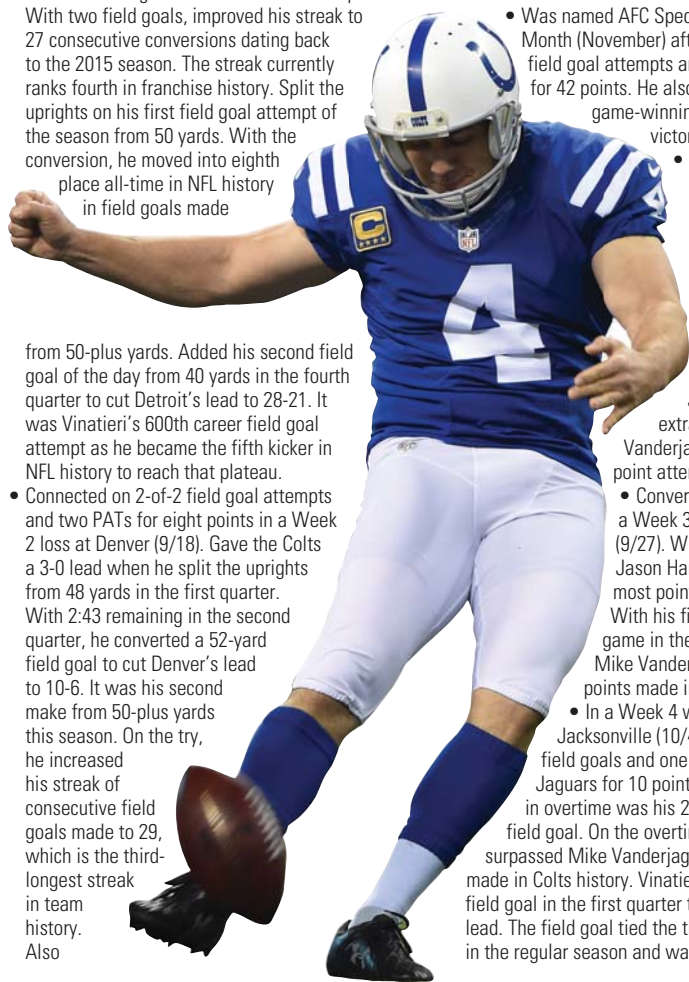 With two field goals, improved his streak to
27 consecutive conversions dating back
to the 2015 season. The streak currently
ranks fourth in franchise history. Split the
uprights on his first field goal attempt of
the season from 50 yards. With the
conversion, he moved into eighth
place all-time in NFL history
in field goals made
from 50-plus yards. Added his second field
goal of the day from 40 yards in the fourth
quarter to cut Detroit’s lead to 28-21. It
was Vinatieri’s 600th career field goal
attempt as he became the fifth kicker in
NFL history to reach that plateau.
• Connected on 2-of-2 field goal attempts
and two PATs for eight points in a Week
2 loss at Denver (9/18). Gave the Colts
a 3-0 lead when he split the uprights
from 48 yards in the first quarter.
With 2:43 remaining in the second
quarter, he converted a 52-yard
field goal to cut Denver’s lead
to 10-6. It was his second
make from 50-plus yards
this season. On the try,
he increased
his streak of
consecutive field
goals made to 29,
which is the third-
longest streak
in team
history.
Also
• Was named AFC Spec
Month (November) aft
field goal attempts an
for 42 points. He also
game-winnin
victor
•
extra
Vanderja
point atter
• Conver
a Week 3
(9/27). W
Jason Ha
most poin
With his fi
game in the
Mike Vander
points made i
• In a Week 4 v
Jacksonville (10/4
field goals and one
Jaguars for 10 point
in overtime was his 2
field goal. On the overti
surpassed Mike Vanderjag
made in Colts history. Vinatie
field goal in the first quarter t
lead. The field goal tied the t
in the regular season and wa
COLTS
C
NFL
4
4